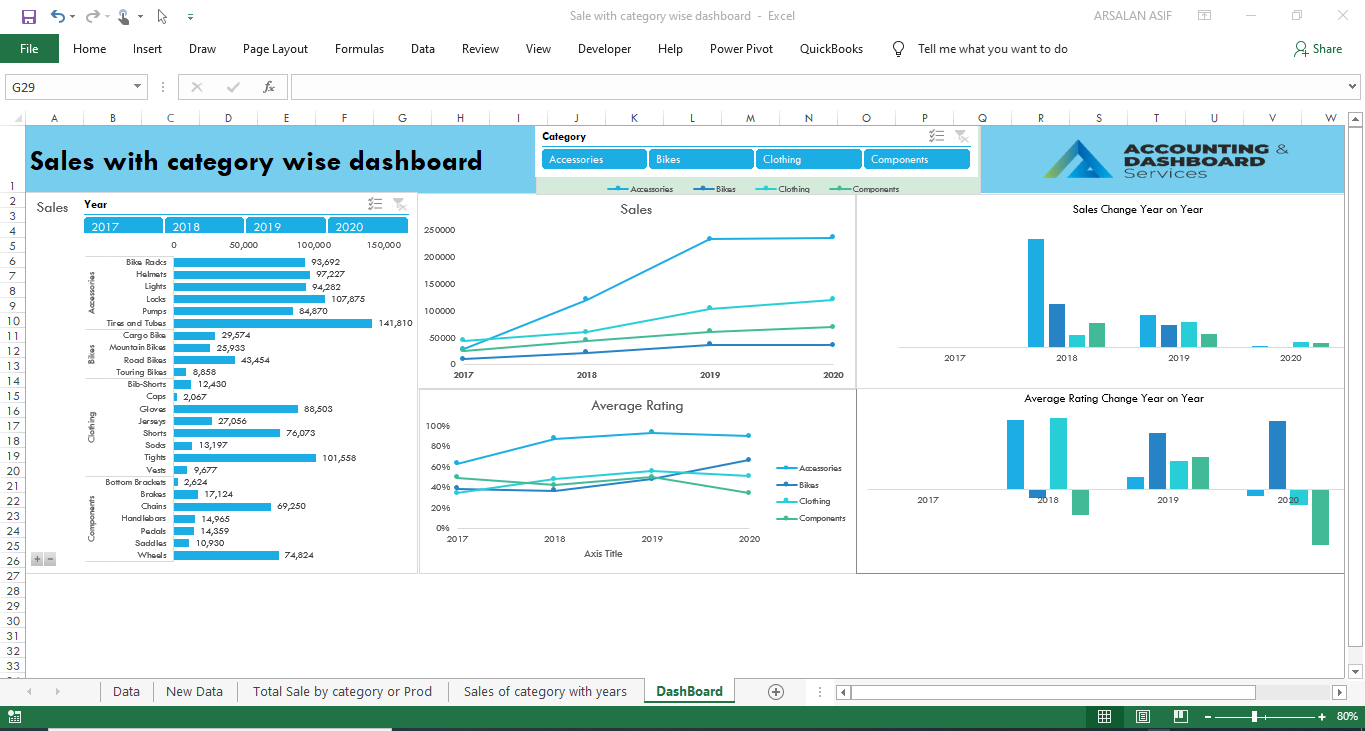 Sale with category wise dashboard - Excel
ARSALAN ASIF
File Home Insert Draw Page Layout Formulas Data Review View Developer Help Power Pivot QuickBooks Tell me what you want to do Share
G29 fx
A B C D E F G H I J K L M N O P Q R S T U V W
Sales with category wise dashboard
Category
Accessories Bikes Clothing Components
Accessories Bikes Clothing Components
ACCOUNTING &
DASHBOARD
Services
1
2
3
4
5
6
7
8
9
10
11
12
13
14
15
16
17
18
19
20
21
22
23
24
25
26
27
28
29
30
31
32
33
Sales
Year
2017 2018 2019 2020
0 50,000 100,000 150,000
Accessories
Bike Racks 93,692
Helmets 97,227
Lights 94,282
Locks 107,875
Pumps 84,870
Tires and Tubes 141,810
Bikes
Cargo Bike 29,574
Mountain Bikes 25,933
Road Bikes 43,454
Touring Bikes 8,858
Clothing
Bib-Shorts 12,430
Caps 2,067
Gloves 88,503
Jerseys 27,056
Shorts 76,073
Socks 13,197
Tights 101,558
Vests 9,677
Components
Bottom Brackets 2,624
Brakes 17,124
Chains 69,250
Handlebars 14,965
Pedals 14,359
Saddles 10,930
Wheels 74,824
+ −
Sales
250000
200000
150000
100000
50000
0
2017 2018 2019 2020
Average Rating
100%
80%
60%
40%
20%
0%
2017 2018 2019 2020
Axis Title
Accessories
Bikes
Clothing
Components
Sales Change Year on Year
2017 2018 2019 2020
Average Rating Change Year on Year
2017 2018 2019 2020
Data New Data Total Sale by category or Prod Sales of category with years DashBoard
80%